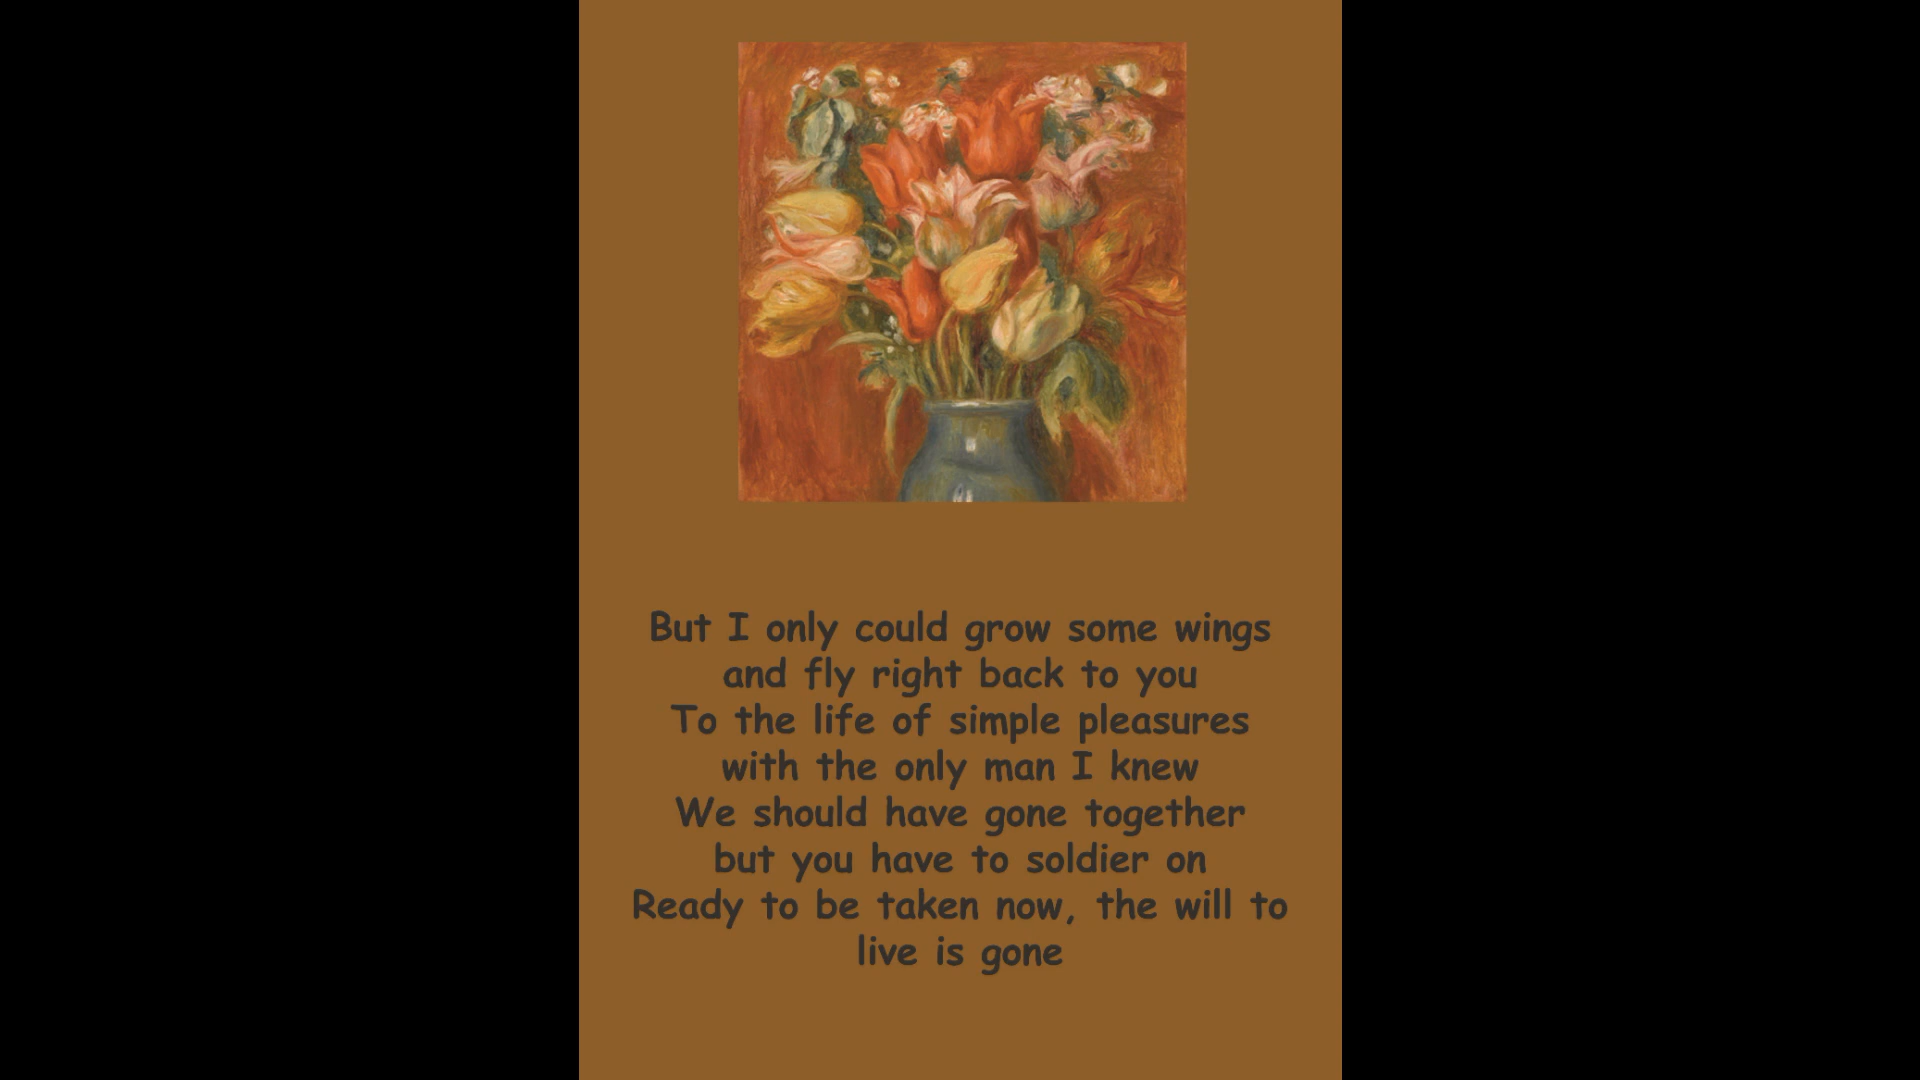 But I only could grow some wings
and fly right back to you
To the life of simple pleasures
with the only man I knew
We should have gone together
but you have to soldier on
Ready to be taken now, the will to
live is gone